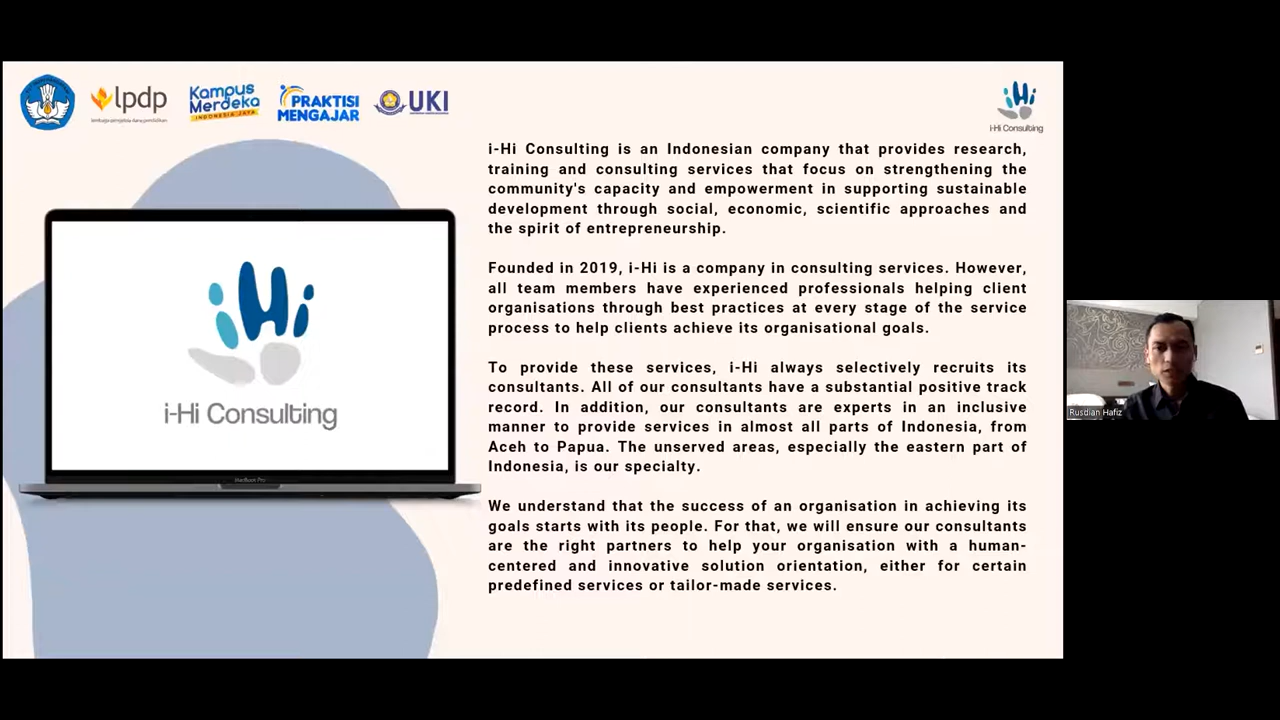 lpdp
lembaga pengelola dana pendidikan
Kampus
Merdeka
INDONESIA JAYA
PRAKTISI
MENGAJAR
UKI
iHi
i-Hi Consulting
i-Hi Consulting is an Indonesian company that provides research,
training and consulting services that focus on strengthening the
community's capacity and empowerment in supporting sustainable
development through social, economic, scientific approaches and
the spirit of entrepreneurship.
Founded in 2019, i-Hi is a company in consulting services. However,
all team members have experienced professionals helping client
organisations through best practices at every stage of the service
process to help clients achieve its organisational goals.
To provide these services, i-Hi always selectively recruits its
consultants. All of our consultants have a substantial positive track
record. In addition, our consultants are experts in an inclusive
manner to provide services in almost all parts of Indonesia, from
Aceh to Papua. The unserved areas, especially the eastern part of
Indonesia, is our specialty.
We understand that the success of an organisation in achieving its
goals starts with its people. For that, we will ensure our consultants
are the right partners to help your organisation with a human-
centered and innovative solution orientation, either for certain
predefined services or tailor-made services.
iHi
i-Hi Consulting
MacBook Pro
Rusdian Hafiz